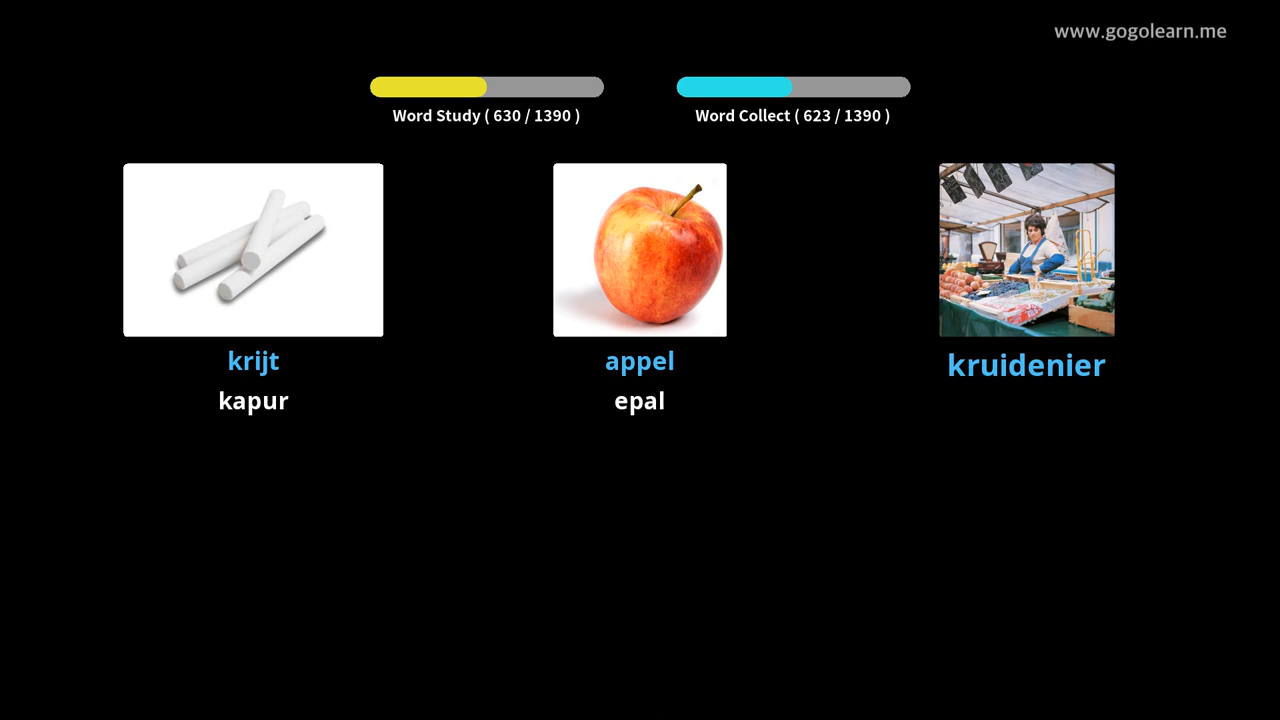 www.gogolearn.me
Word Study ( 630 / 1390 )
Word Collect ( 623 / 1390 )
krijt
kapur
appel
epal
kruidenier